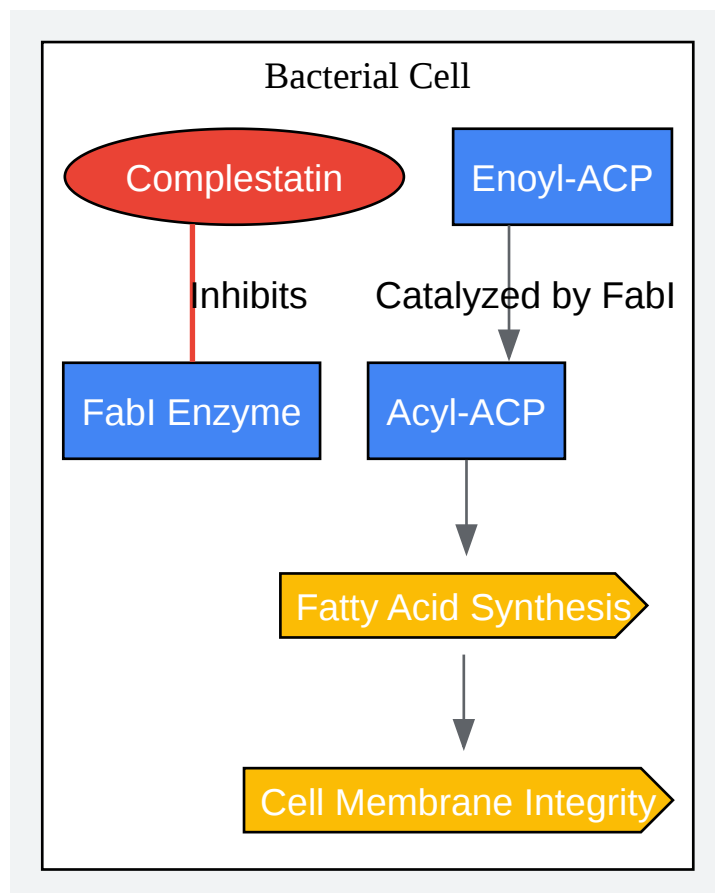 Bacterial Cell
Complestatin
Enoyl-ACP
Inhibits
Catalyzed by FabI
FabI Enzyme
Acyl-ACP
Fatty Acid Synthesis
Cell Membrane Integrity